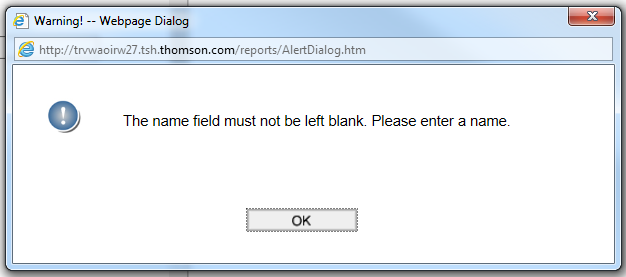 Warning! -- Webpage Dialog
http://trvwaoirw27.tsh.thomson.com/reports/AlertDialog.htm
The name field must not be left blank. Please enter a name.
OK